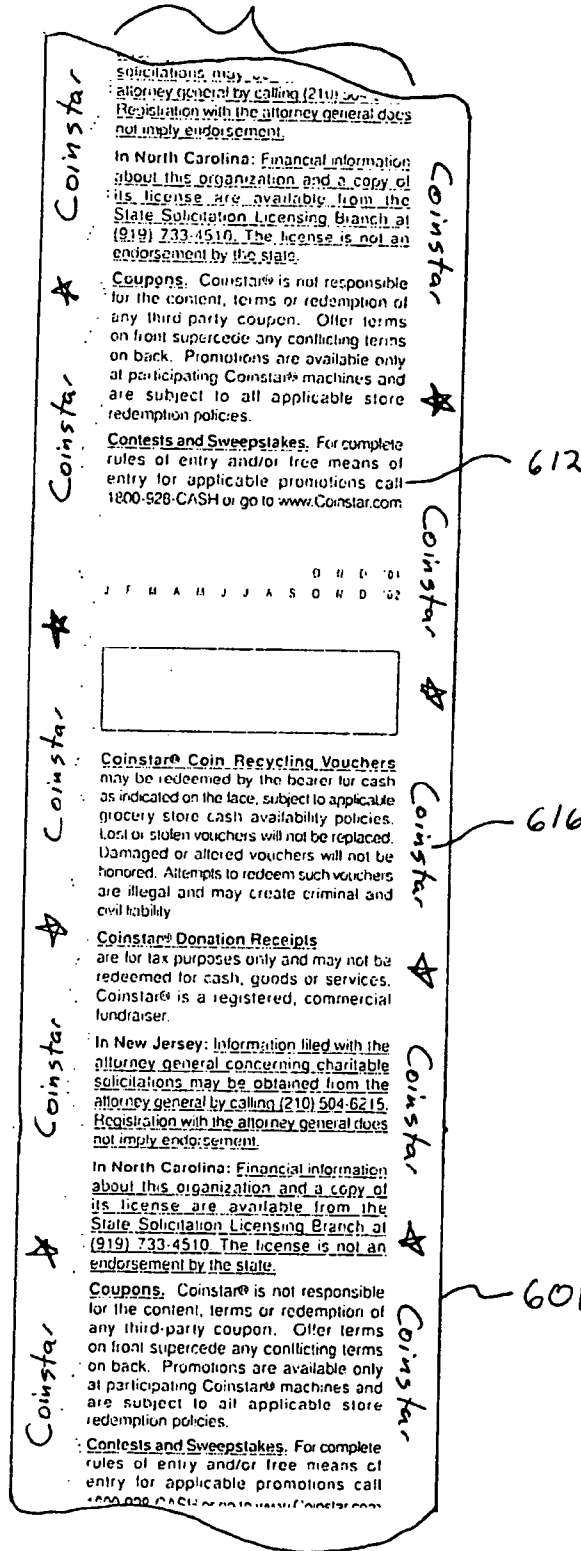 solicitations may
attorney general by calling (210) 504
Registration with the attorney general does
not imply endorsement.
In North Carolina: Financial information
about this organization and a copy of
its license are available from the
State Solicitation Licensing Branch at
(919) 733-4510. The license is not an
endorsement by the state.
Coupons. Coinstar® is not responsible
for the content, terms or redemption of
any third party coupon. Offer terms
on front supercede any conflicting terms
on back. Promotions are available only
at participating Coinstar® machines and
are subject to all applicable store
redemption policies.
Contests and Sweepstakes. For complete
rules of entry and/or free means of
entry for applicable promotions call
1800-928-CASH or go to www.Coinstar.com
612
O N D '01
J F M A M J J A S O N D '02
Coinstar® Coin Recycling Vouchers
may be redeemed by the bearer for cash
as indicated on the face, subject to applicable
grocery store cash availability policies.
Lost or stolen vouchers will not be replaced.
Damaged or altered vouchers will not be
honored. Attempts to redeem such vouchers
are illegal and may create criminal and
civil liability
616
Coinstar® Donation Receipts
are for tax purposes only and may not be
redeemed for cash, goods or services.
Coinstar® is a registered, commercial
fundraiser.
In New Jersey: Information filed with the
attorney general concerning charitable
solicitations may be obtained from the
attorney general by calling (210) 504-6215.
Registration with the attorney general does
not imply endorsement.
In North Carolina: Financial information
about this organization and a copy of
its license are available from the
State Solicitation Licensing Branch at
(919) 733-4510. The license is not an
endorsement by the state.
601
Coupons. Coinstar® is not responsible
for the content, terms or redemption of
any third-party coupon. Offer terms
on front supercede any conflicting terms
on back. Promotions are available only
at participating Coinstar® machines and
are subject to all applicable store
redemption policies.
Contests and Sweepstakes. For complete
rules of entry and/or free means of
entry for applicable promotions call
1800-928-CASH or go to www.Coinstar.com
Coinstar ☆ Coinstar ☆ Coinstar ☆ Coinstar ☆ Coinstar
Coinstar ☆ Coinstar ☆ Coinstar ☆ Coinstar ☆ Coinstar